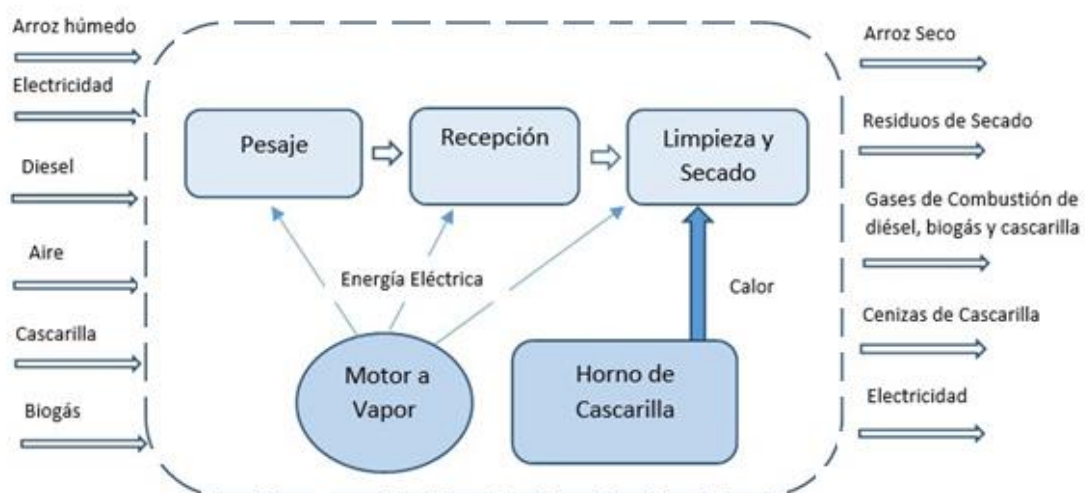 Arroz húmedo
Electricidad
Diesel
Aire
Cascarilla
Biogás
Pesaje
Recepción
Limpieza y
Secado
Energía Eléctrica
Calor
Motor a
Vapor
Horno de
Cascarilla
Arroz Seco
Residuos de Secado
Gases de Combustión de
diésel, biogás y cascarilla
Cenizas de Cascarilla
Electricidad